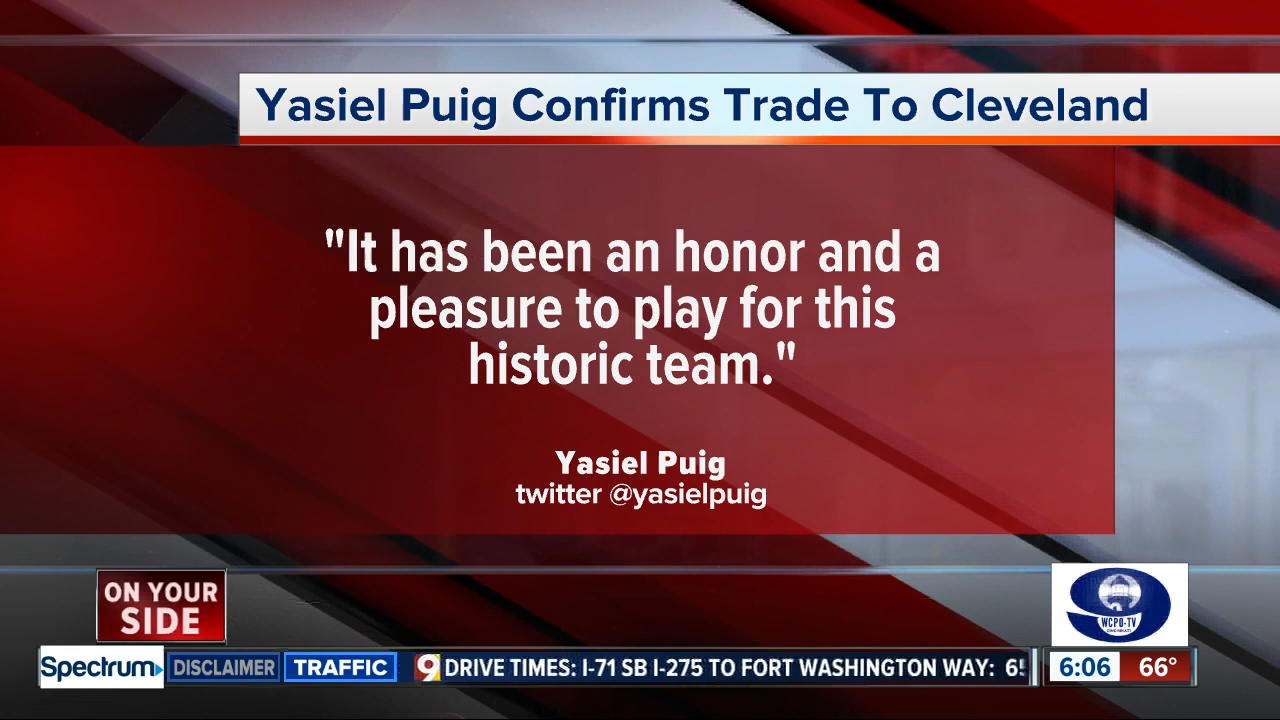 Yasiel Puig Confirms Trade To Cleveland
"It has been an honor and a
pleasure to play for this
historic team."
Yasiel Puig
twitter @yasielpuig
ON YOUR
SIDE
9
WCPO-TV
CINCINNATI
Spectrum
DISCLAIMER
TRAFFIC
9 DRIVE TIMES: I-71 SB I-275 TO FORT WASHINGTON WAY:
6:06
66°